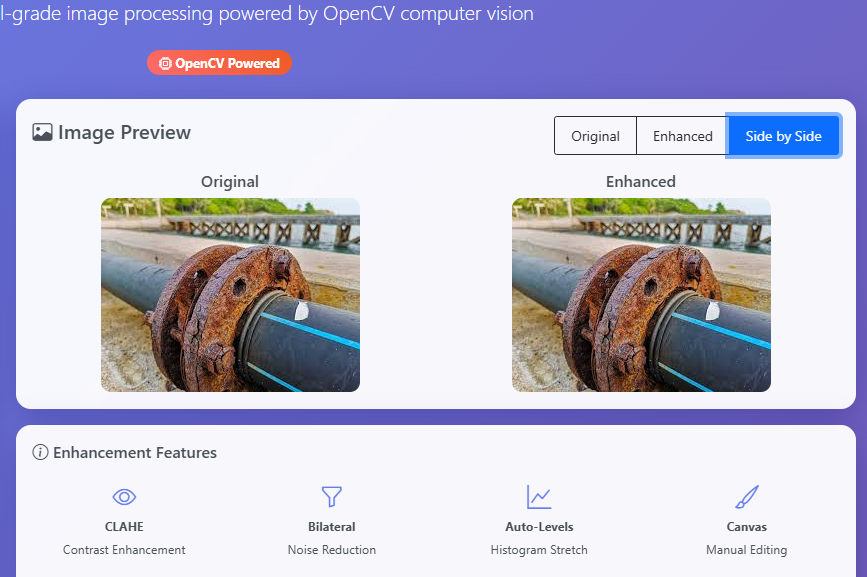 l-grade image processing powered by OpenCV computer vision
OpenCV Powered
Image Preview
Original Enhanced Side by Side
Original Enhanced
Enhancement Features
CLAHE Bilateral Auto-Levels Canvas
Contrast Enhancement Noise Reduction Histogram Stretch Manual Editing